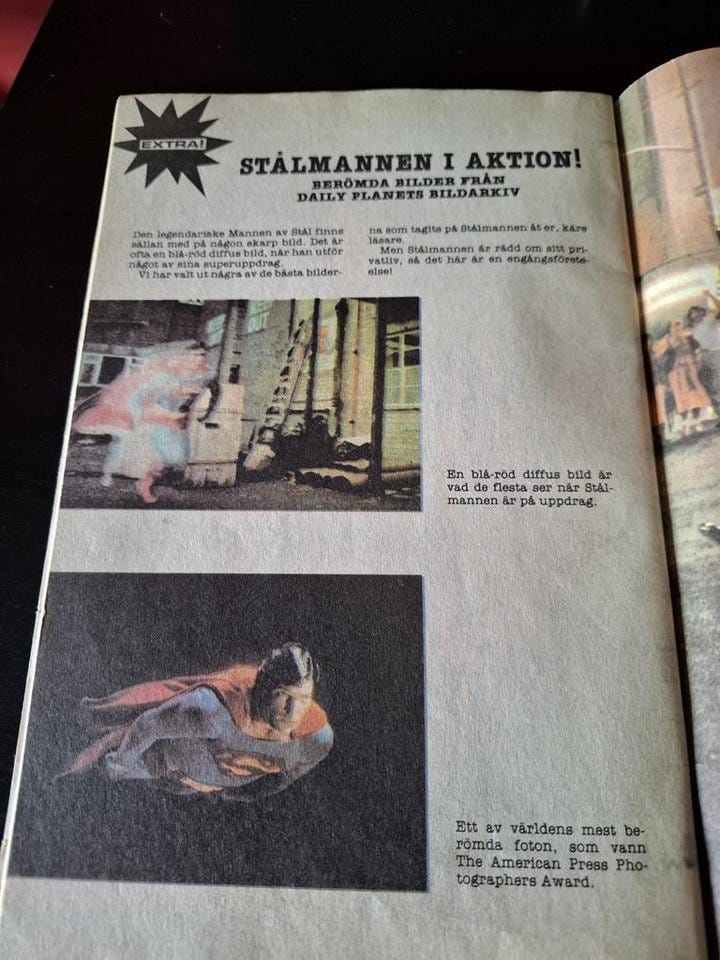 EXTRA!
STÅLMANNEN I AKTION!
BERÖMDA BILDER FRÅN
DAILY PLANETS BILDARKIV
Den legendariske Mannen av Stål finns
sällan med på någon skarp bild. Det är
ofta en blå-röd diffus bild, när han utför
något av sina superuppdrag.
Vi har valt ut några av de bästa bilder-
na som tagits på Stålmannen åt er, kära
läsare.
Men Stålmannen är rädd om sitt pri-
vatliv, så det här är en engångsförete-
else!
En blå-röd diffus bild är
vad de flesta ser när Stål-
mannen är på uppdrag.
Ett av världens mest be-
römda foton, som vann
The American Press Pho-
tographers Award.